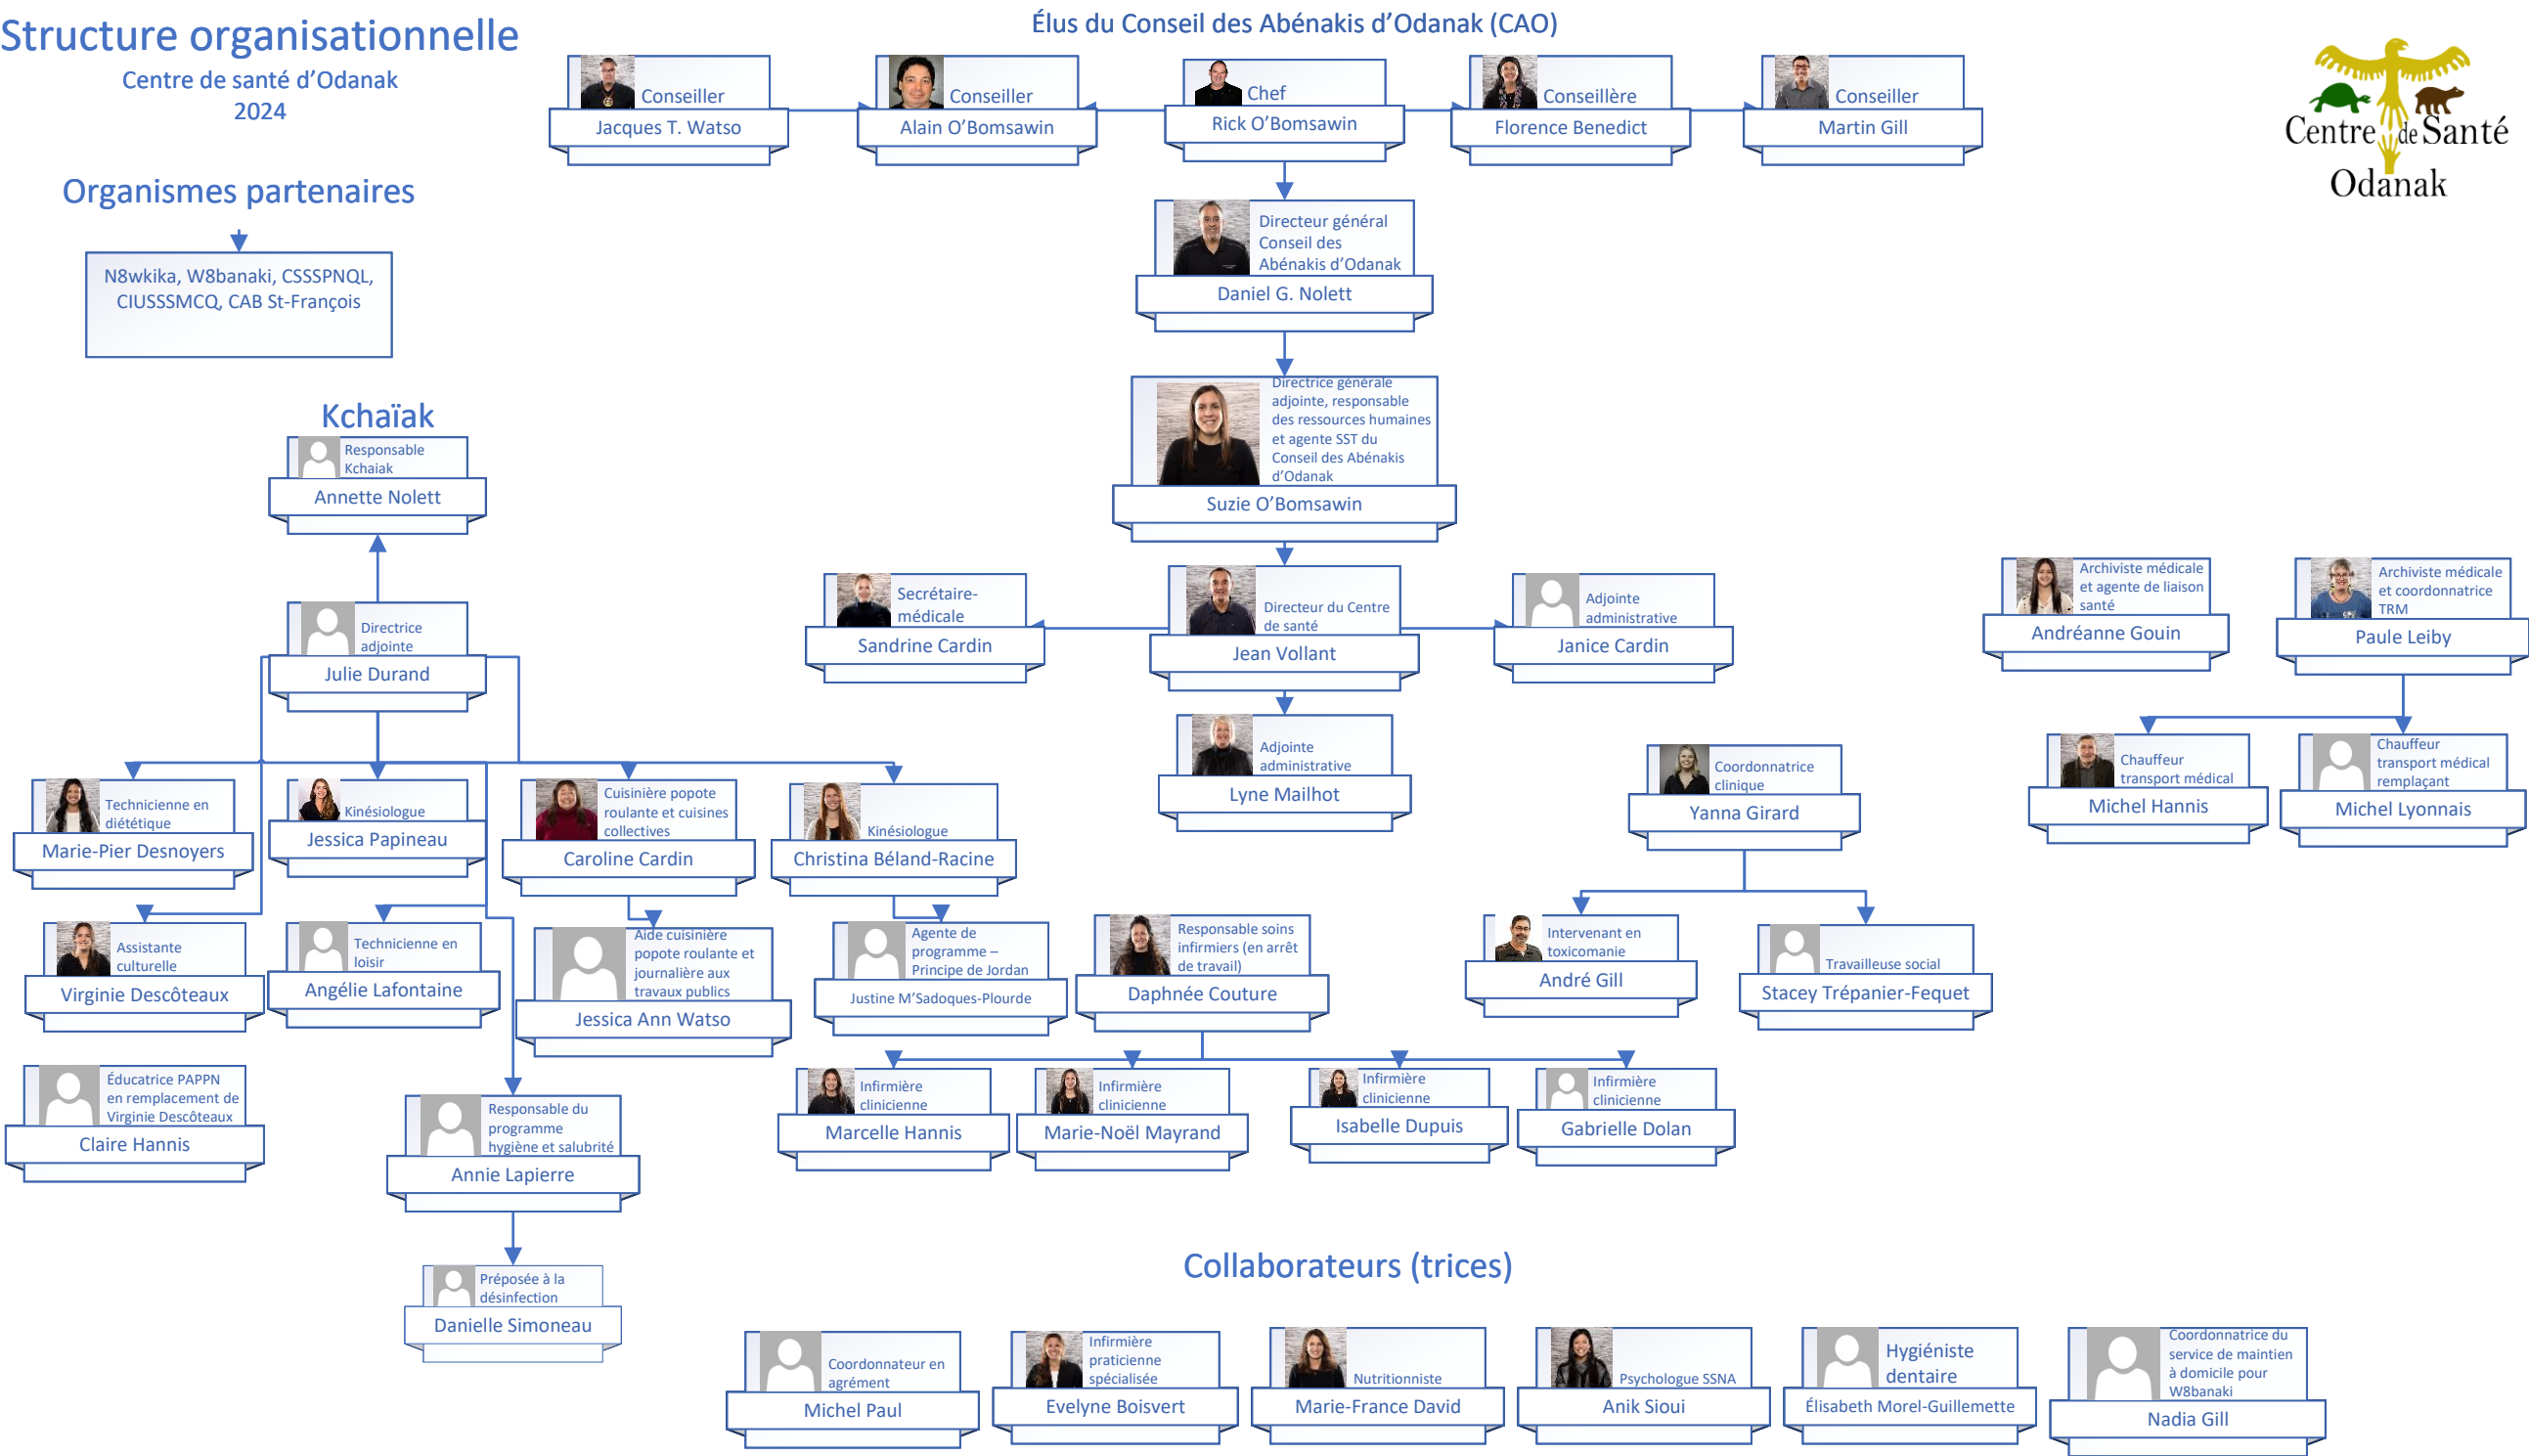 Structure organisationnelle
Centre de santé d’Odanak
2024
Élus du Conseil des Abénakis d’Odanak (CAO)
Conseiller
Jacques T. Watso
Conseiller
Alain O’Bomsawin
Chef
Rick O’Bomsawin
Conseillère
Florence Benedict
Conseiller
Martin Gill
Centre de Santé
Odanak
Organismes partenaires
N8wkika, W8banaki, CSSSPNQL,
CIUSSSMCQ, CAB St-François
Directeur général
Conseil des
Abénakis d’Odanak
Daniel G. Nolett
Directrice générale
adjointe, responsable
des ressources humaines
et agente SST du
Conseil des Abénakis
d’Odanak
Suzie O’Bomsawin
Kchaïak
Responsable
Kchaiak
Annette Nolett
Directrice
adjointe
Julie Durand
Secrétaire-
médicale
Sandrine Cardin
Directeur du Centre
de santé
Jean Vollant
Adjointe
administrative
Janice Cardin
Archiviste médicale
et agente de liaison
santé
Andréanne Gouin
Archiviste médicale
et coordonnatrice
TRM
Paule Leiby
Adjointe
administrative
Lyne Mailhot
Coordonnatrice
clinique
Yanna Girard
Chauffeur
transport médical
Michel Hannis
Chauffeur
transport médical
remplaçant
Michel Lyonnais
Technicienne en
diététique
Marie-Pier Desnoyers
Kinésiologue
Jessica Papineau
Cuisinière popote
roulante et cuisines
collectives
Caroline Cardin
Kinésiologue
Christina Béland-Racine
Assistante
culturelle
Virginie Descôteaux
Technicienne en
loisir
Angélie Lafontaine
Aide cuisinière
popote roulante et
journalière aux
travaux publics
Jessica Ann Watso
Agente de
programme –
Principe de Jordan
Justine M’Sadoques-Plourde
Responsable soins
infirmiers (en arrêt
de travail)
Daphnée Couture
Intervenant en
toxicomanie
André Gill
Travailleuse social
Stacey Trépanier-Fequet
Éducatrice PAPPN
en remplacement de
Virginie Descôteaux
Claire Hannis
Responsable du
programme
hygiène et salubrité
Annie Lapierre
Infirmière
clinicienne
Marcelle Hannis
Infirmière
clinicienne
Marie-Noël Mayrand
Infirmière
clinicienne
Isabelle Dupuis
Infirmière
clinicienne
Gabrielle Dolan
Préposée à la
désinfection
Danielle Simoneau
Collaborateurs (trices)
Coordonnateur en
agrément
Michel Paul
Infirmière
praticienne
spécialisée
Evelyne Boisvert
Nutritionniste
Marie-France David
Psychologue SSNA
Anik Sioui
Hygiéniste
dentaire
Élisabeth Morel-Guillemette
Coordonnatrice du
service de maintien
à domicile pour
W8banaki
Nadia Gill